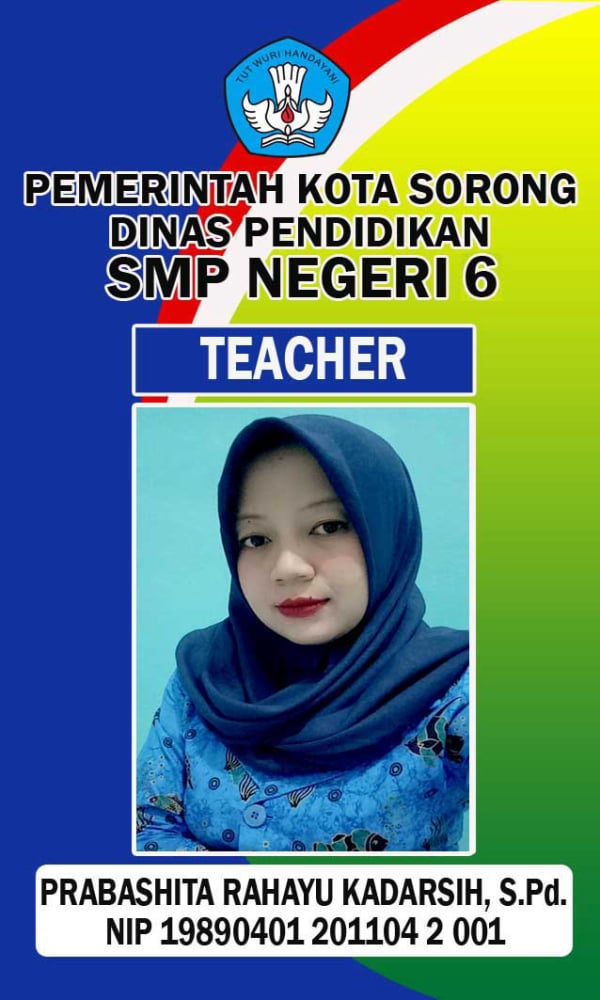 TUT WURI HANDAYANI
PEMERINTAH KOTA SORONG
DINAS PENDIDIKAN
SMP NEGERI 6
TEACHER
PRABASHITA RAHAYU KADARSIH, S.Pd.
NIP 19890401 201104 2 001